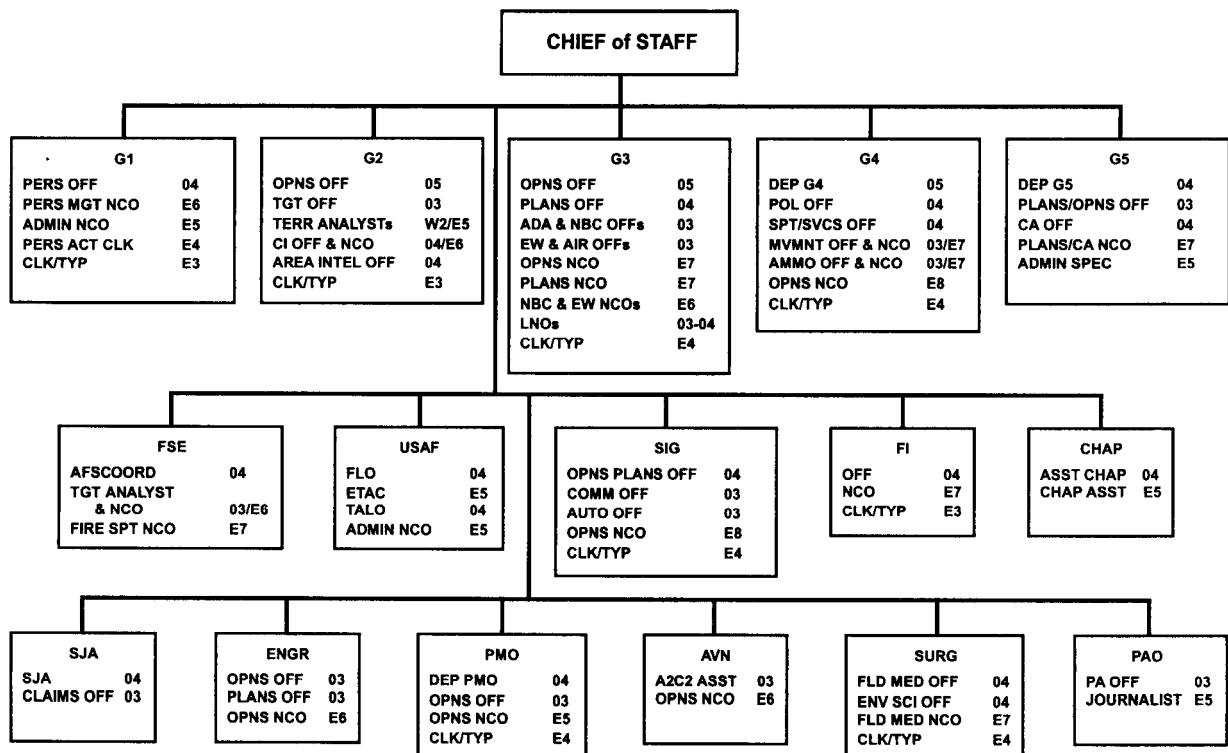 CHIEF of STAFF
G1
PERS OFF 04
PERS MGT NCO E6
ADMIN NCO E5
PERS ACT CLK E4
CLK/TYP E3
G2
OPNS OFF 05
TGT OFF 03
TERR ANALYSTs W2/E5
CI OFF & NCO 04/E6
AREA INTEL OFF 04
CLK/TYP E3
G3
OPNS OFF 05
PLANS OFF 04
ADA & NBC OFFs 03
EW & AIR OFFs 03
OPNS NCO E7
PLANS NCO E7
NBC & EW NCOs E6
LNOs 03-04
CLK/TYP E4
G4
DEP G4 05
POL OFF 04
SPT/SVCS OFF 04
MVMNT OFF & NCO 03/E7
AMMO OFF & NCO 03/E7
OPNS NCO E8
CLK/TYP E4
G5
DEP G5 04
PLANS/OPNS OFF 03
CA OFF 04
PLANS/CA NCO E7
ADMIN SPEC E5
FSE
AFSCOORD 04
TGT ANALYST
& NCO 03/E6
FIRE SPT NCO E7
USAF
FLO 04
ETAC E5
TALO 04
ADMIN NCO E5
SIG
OPNS PLANS OFF 04
COMM OFF 03
AUTO OFF 03
OPNS NCO E8
CLK/TYP E4
FI
OFF 04
NCO E7
CLK/TYP E3
CHAP
ASST CHAP 04
CHAP ASST E5
SJA
SJA 04
CLAIMS OFF 03
ENGR
OPNS OFF 03
PLANS OFF 03
OPNS NCO E6
PMO
DEP PMO 04
OPNS OFF 03
OPNS NCO E5
CLK/TYP E4
AVN
A2C2 ASST 03
OPNS NCO E6
SURG
FLD MED OFF 04
ENV SCI OFF 04
FLD MED NCO E7
CLK/TYP E4
PAO
PA OFF 03
JOURNALIST E5